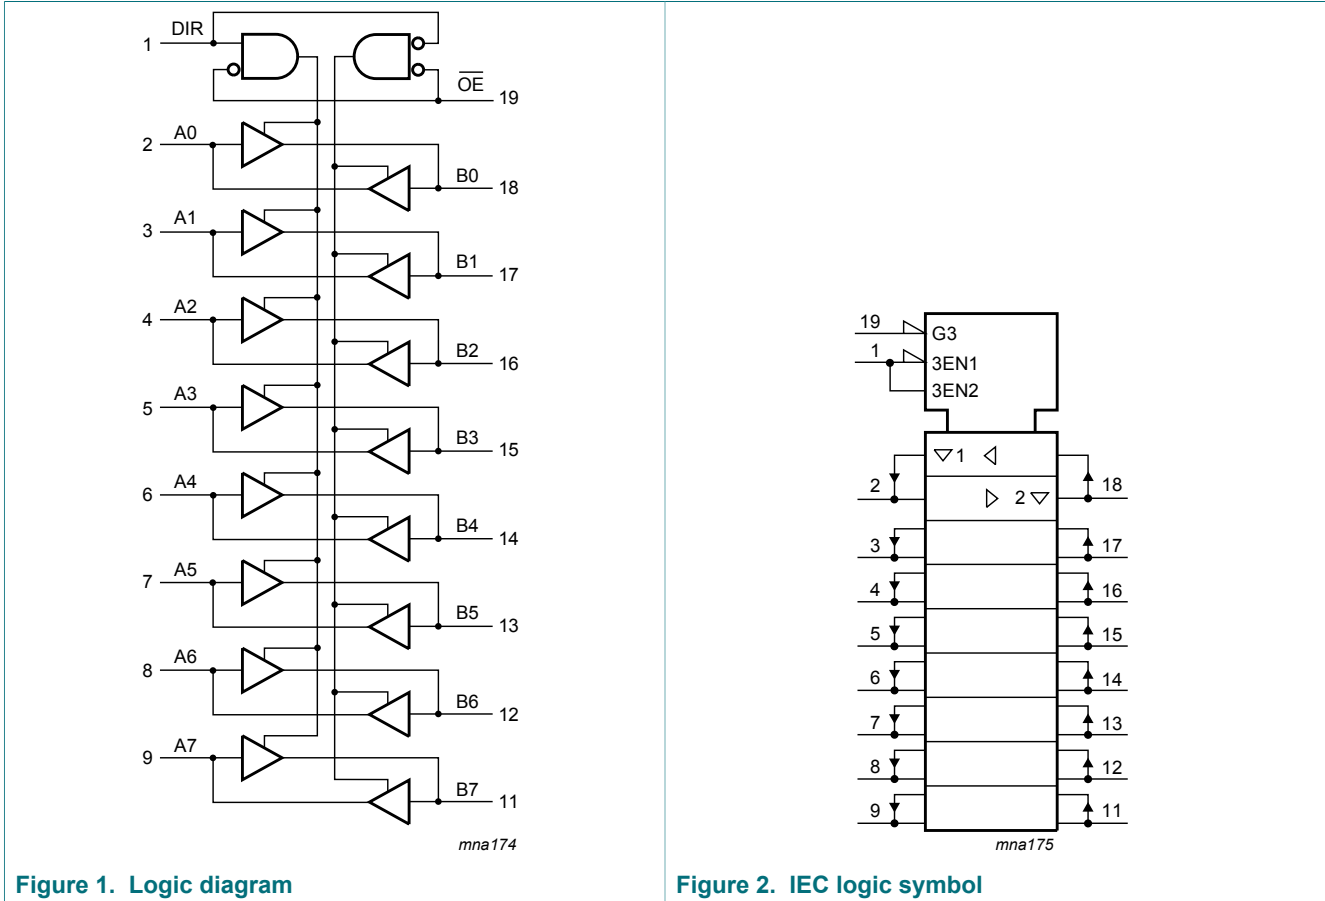 1 DIR
O̅E̅
19
2 A0
B0 18
3 A1
B1 17
4 A2
B2 16
5 A3
B3 15
6 A4
B4 14
7 A5
B5 13
8 A6
B6 12
9 A7
B7 11
mna174
Figure 1. Logic diagram
19 G3
1 3EN1
3EN2
1
2 18
2
3 17
4 16
5 15
6 14
7 13
8 12
9 11
mna175
Figure 2. IEC logic symbol